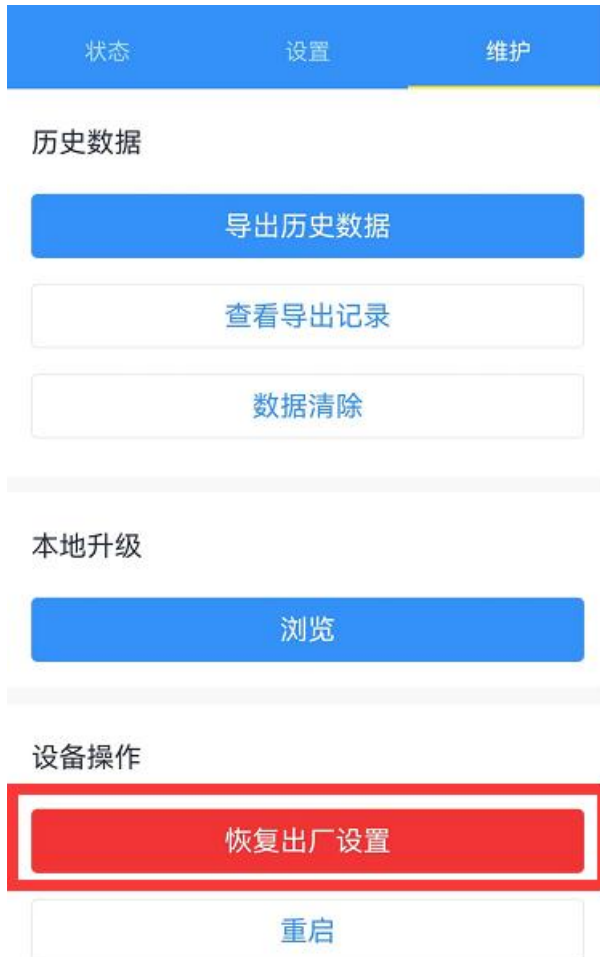 状态 设置 维护
历史数据
导出历史数据
查看导出记录
数据清除
本地升级
浏览
设备操作
恢复出厂设置
重启